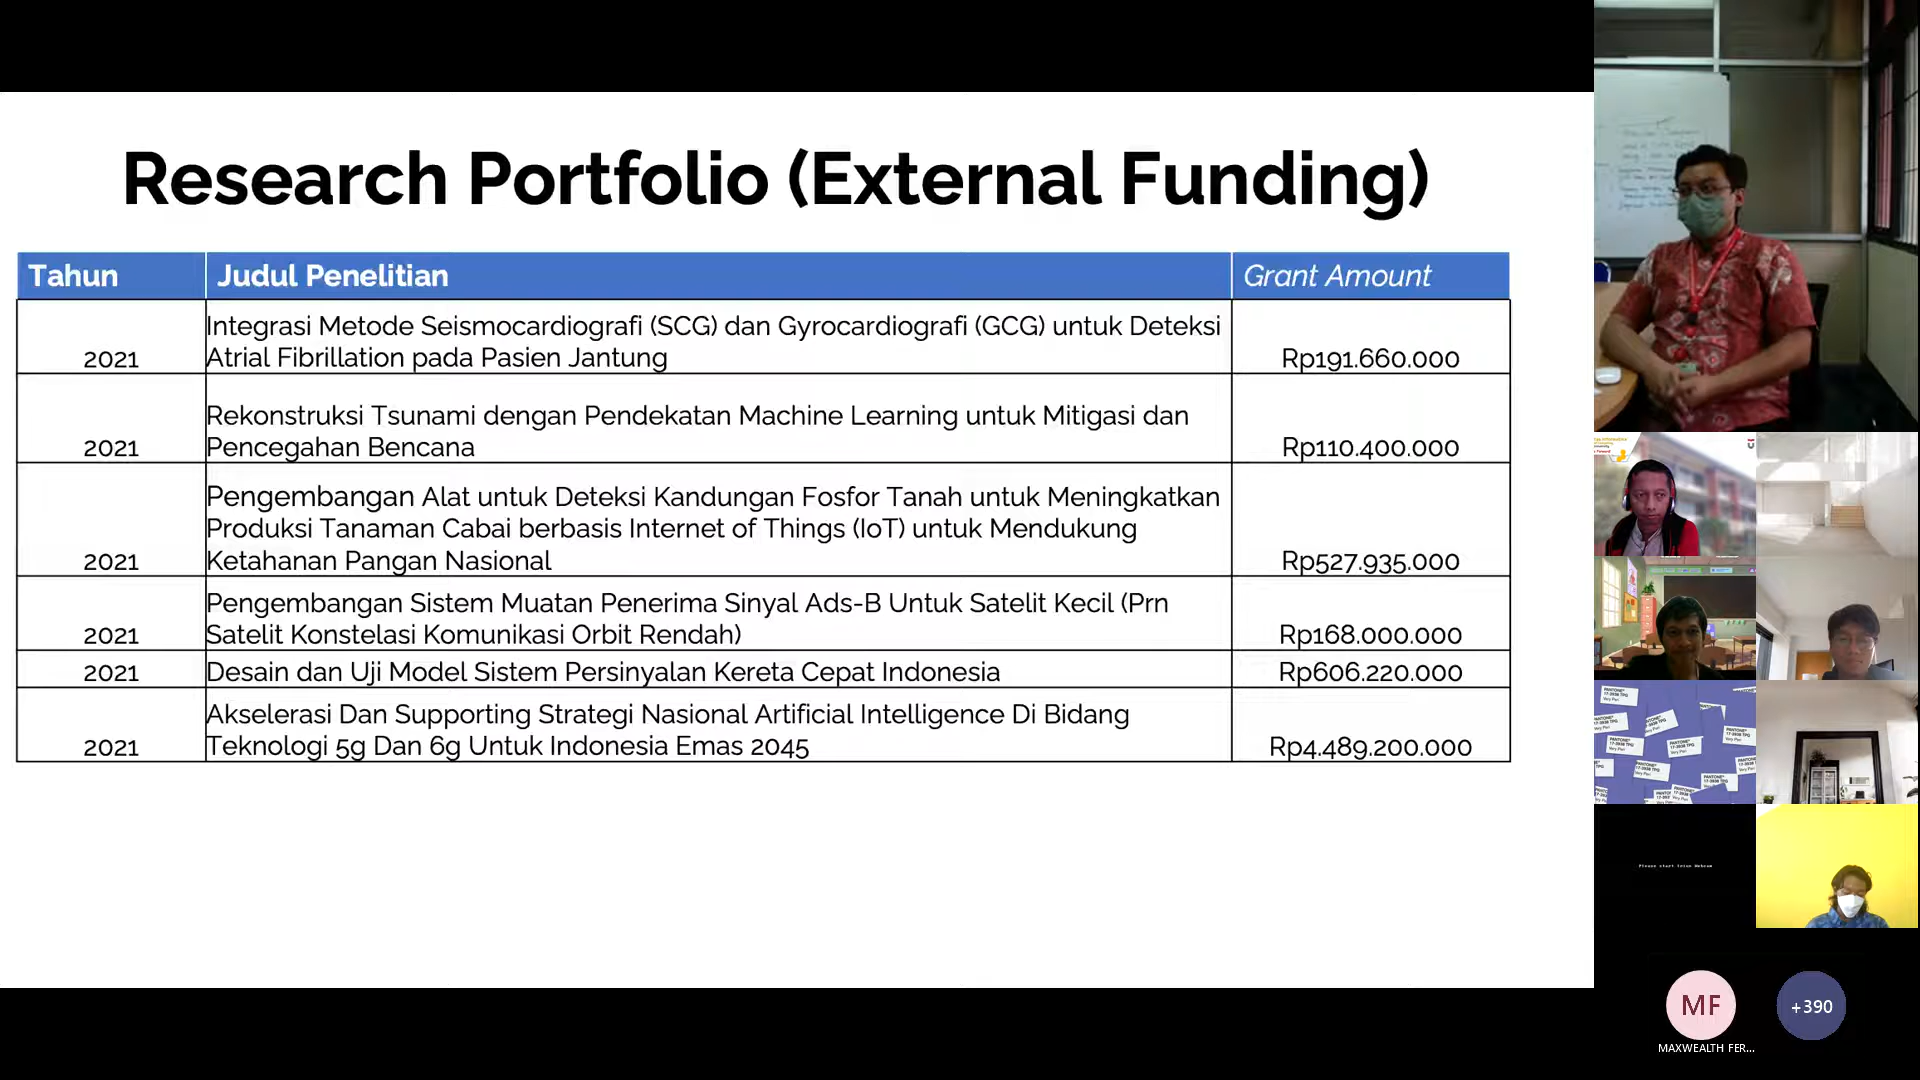 Research Portfolio (External Funding)
Tahun Judul Penelitian Grant Amount
Integrasi Metode Seismocardiografi (SCG) dan Gyrocardiografi (GCG) untuk Deteksi
2021 Atrial Fibrillation pada Pasien Jantung Rp191.660.000
Rekonstruksi Tsunami dengan Pendekatan Machine Learning untuk Mitigasi dan
2021 Pencegahan Bencana Rp110.400.000
Pengembangan Alat untuk Deteksi Kandungan Fosfor Tanah untuk Meningkatkan
Produksi Tanaman Cabai berbasis Internet of Things (IoT) untuk Mendukung
2021 Ketahanan Pangan Nasional Rp527.935.000
Pengembangan Sistem Muatan Penerima Sinyal Ads-B Untuk Satelit Kecil (Prn
2021 Satelit Konstelasi Komunikasi Orbit Rendah) Rp168.000.000
2021 Desain dan Uji Model Sistem Persinyalan Kereta Cepat Indonesia Rp606.220.000
Akselerasi Dan Supporting Strategi Nasional Artificial Intelligence Di Bidang
2021 Teknologi 5g Dan 6g Untuk Indonesia Emas 2045 Rp4.489.200.000
MF
+390
MAXWEALTH FER...